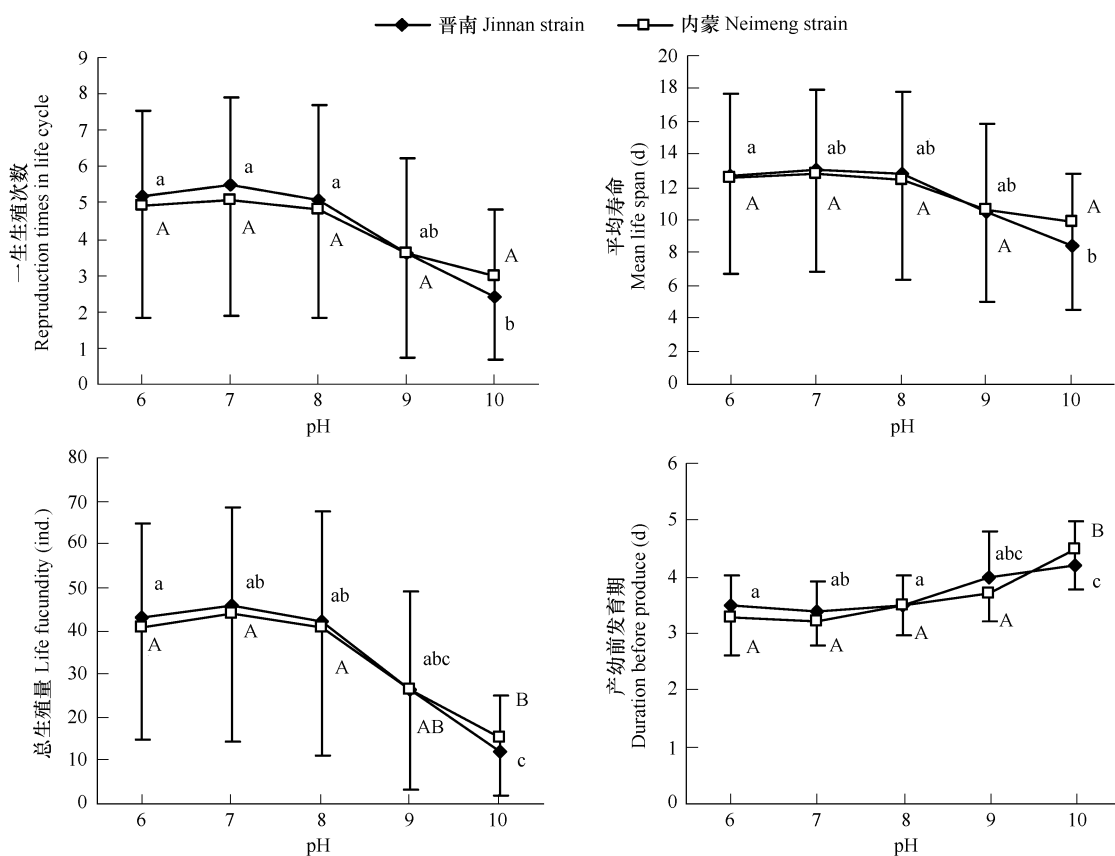 晋南 Jinnan strain 内蒙 Neimeng strain
一生生殖次数
Repruduction times in life cycle
9
8
7
6
5
4
3
2
1
0
a
a
a
ab
A
A
A
A
A
b
6 7 8 9 10
pH
平均寿命
Mean life span (d)
20
18
16
14
12
10
8
6
4
2
0
a
ab
ab
ab
A
A
A
A
A
b
6 7 8 9 10
pH
总生殖量 Life fucundity (ind.)
80
70
60
50
40
30
20
10
0
a
ab
ab
abc
B
A
A
A
AB
c
6 7 8 9 10
pH
产幼前发育期
Duration before produce (d)
6
5
4
3
2
1
0
a
ab
a
abc
B
A
A
A
A
c
6 7 8 9 10
pH